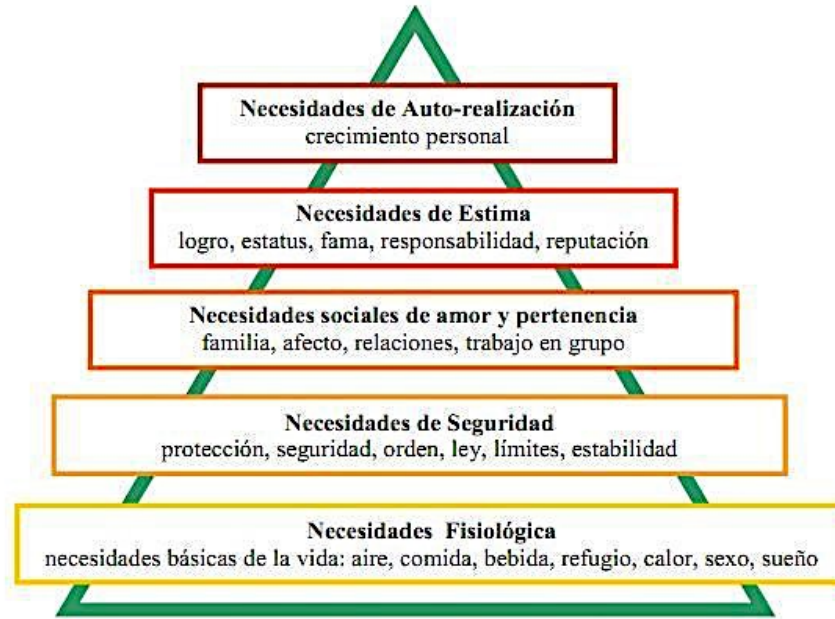 Necesidades de Auto-realización
crecimiento personal
Necesidades de Estima
logro, estatus, fama, responsabilidad, reputación
Necesidades sociales de amor y pertenencia
familia, afecto, relaciones, trabajo en grupo
Necesidades de Seguridad
protección, seguridad, orden, ley, límites, estabilidad
Necesidades Fisiológica
necesidades básicas de la vida: aire, comida, bebida, refugio, calor, sexo, sueño